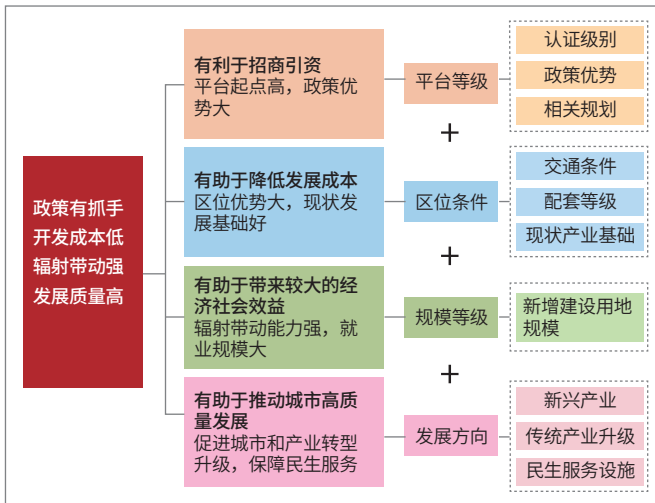 政策有抓手
开发成本低
辐射带动强
发展质量高
有利于招商引资
平台起点高，政策优
势大
平台等级
认证级别
政策优势
相关规划
+
有助于降低发展成本
区位优势大，现状发
展基础好
区位条件
交通条件
配套等级
现状产业基础
+
有助于带来较大的经
济社会效益
辐射带动能力强，就
业规模大
规模等级
新增建设用地
规模
+
有助于推动城市高质
量发展
促进城市和产业转型
升级，保障民生服务
发展方向
新兴产业
传统产业升级
民生服务设施